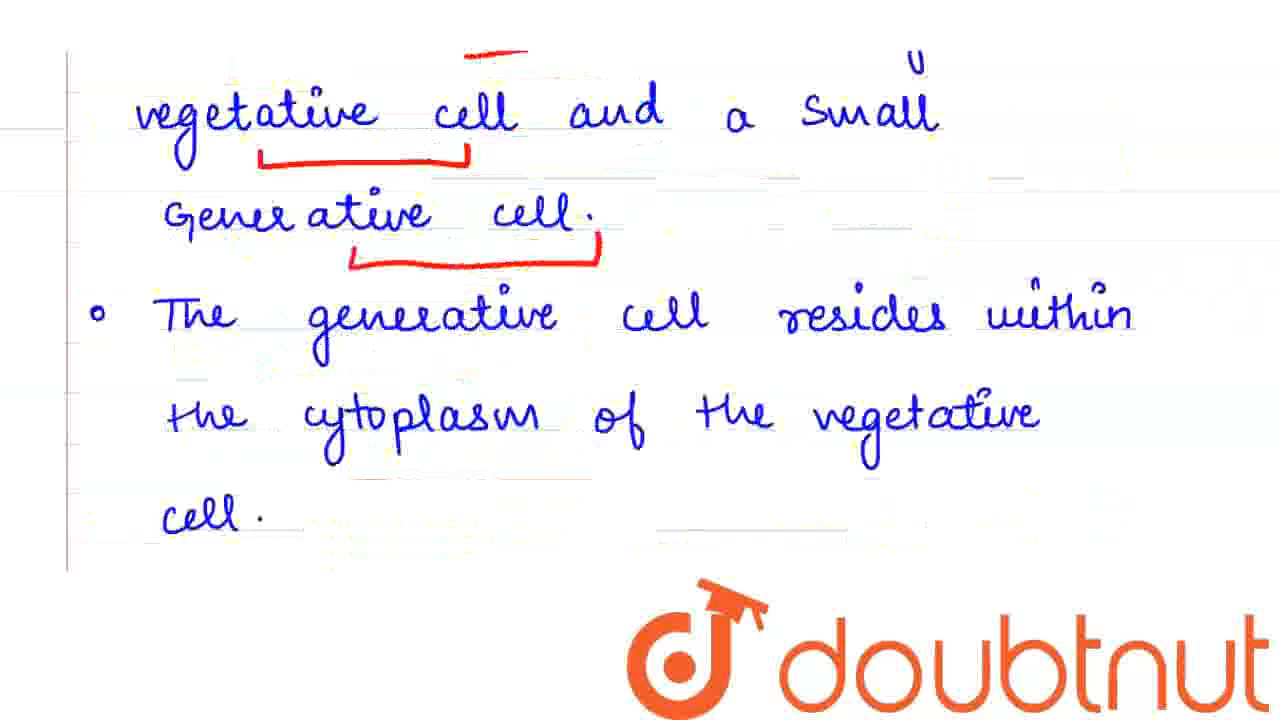 vegetative cell and a small
Generative cell.
• The generative cell resides within
the cytoplasm of the vegetative
cell.
doubtnut